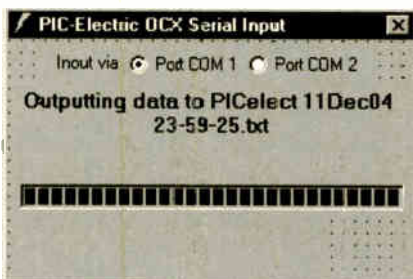 PIC-Electric OCX Serial Input
Inout via Port COM 1 Port COM 2
Outputting data to PICelect 11Dec04
23-59-25.txt